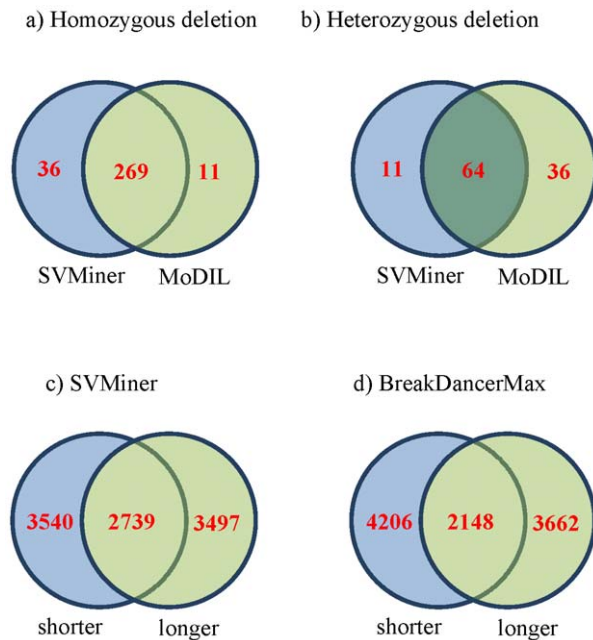 a) Homozygous deletion
36 269 11
SVMiner MoDIL
b) Heterozygous deletion
11 64 36
SVMiner MoDIL
c) SVMiner
3540 2739 3497
shorter longer
d) BreakDancerMax
4206 2148 3662
shorter longer